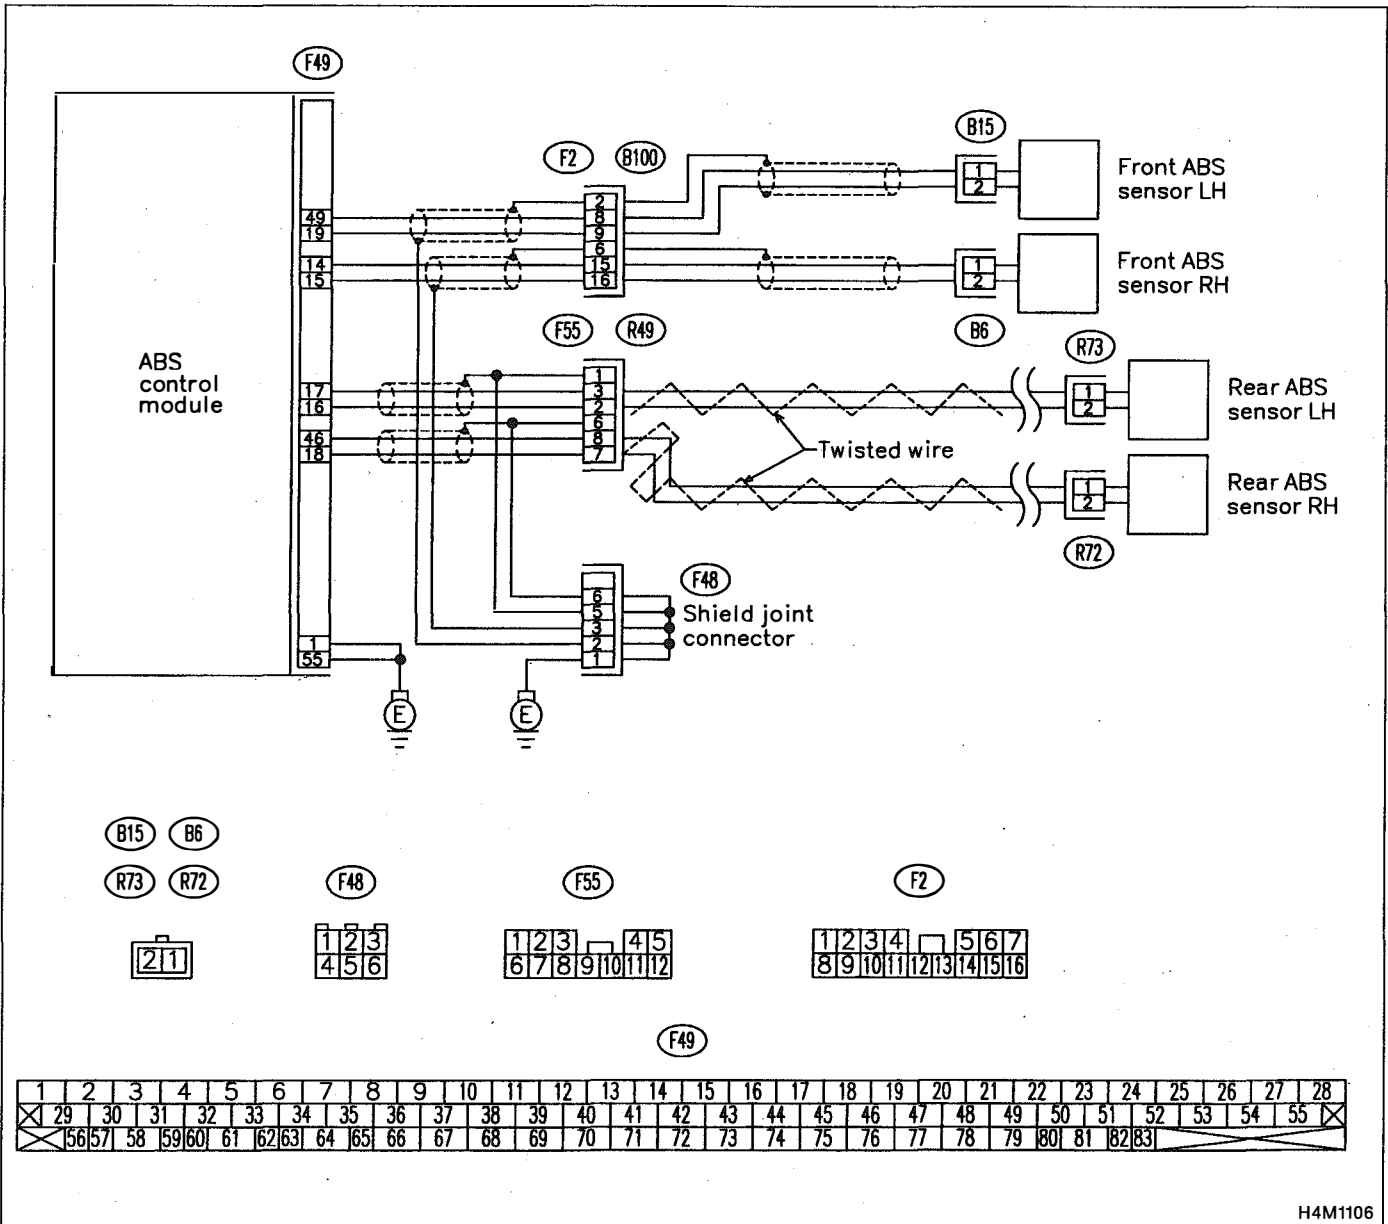 F49
B15
F2 B100
1
2
Front ABS
sensor LH
49
19
14
15
2
8
9
6
15
16
1
2
Front ABS
sensor RH
F55 R49
B6
R73
ABS
control
module
17
16
46
18
1
3
2
6
8
7
1
2
Rear ABS
sensor LH
Twisted wire
1
2
Rear ABS
sensor RH
R72
F48
6
5
3
2
1
Shield joint
connector
1
55
E E
B15 B6
R73 R72
F48
F55
F2
2 1
1 2 3
4 5 6
1 2 3 4 5
6 7 8 9 10 11 12
1 2 3 4 5 6 7
8 9 10 11 12 13 14 15 16
F49
1 2 3 4 5 6 7 8 9 10 11 12 13 14 15 16 17 18 19 20 21 22 23 24 25 26 27 28
29 30 31 32 33 34 35 36 37 38 39 40 41 42 43 44 45 46 47 48 49 50 51 52 53 54 55
56 57 58 59 60 61 62 63 64 65 66 67 68 69 70 71 72 73 74 75 76 77 78 79 80 81 82 83
H4M1106